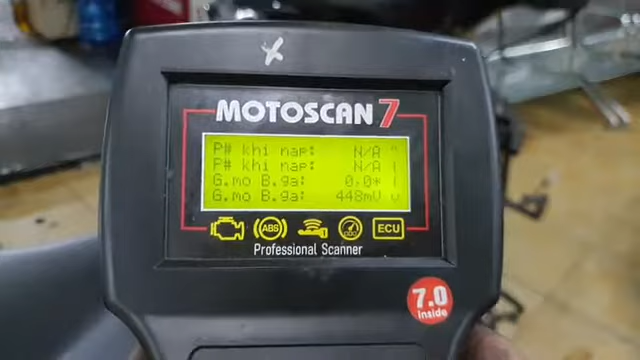 MOTOSCAN 7
P# khi nap: N/A ^
P# khi nap: N/A |
G.mo B.ga: 0,0* |
G.mo B.ga: 448mV v
ABS
ECU
Professional Scanner
7.0
inside